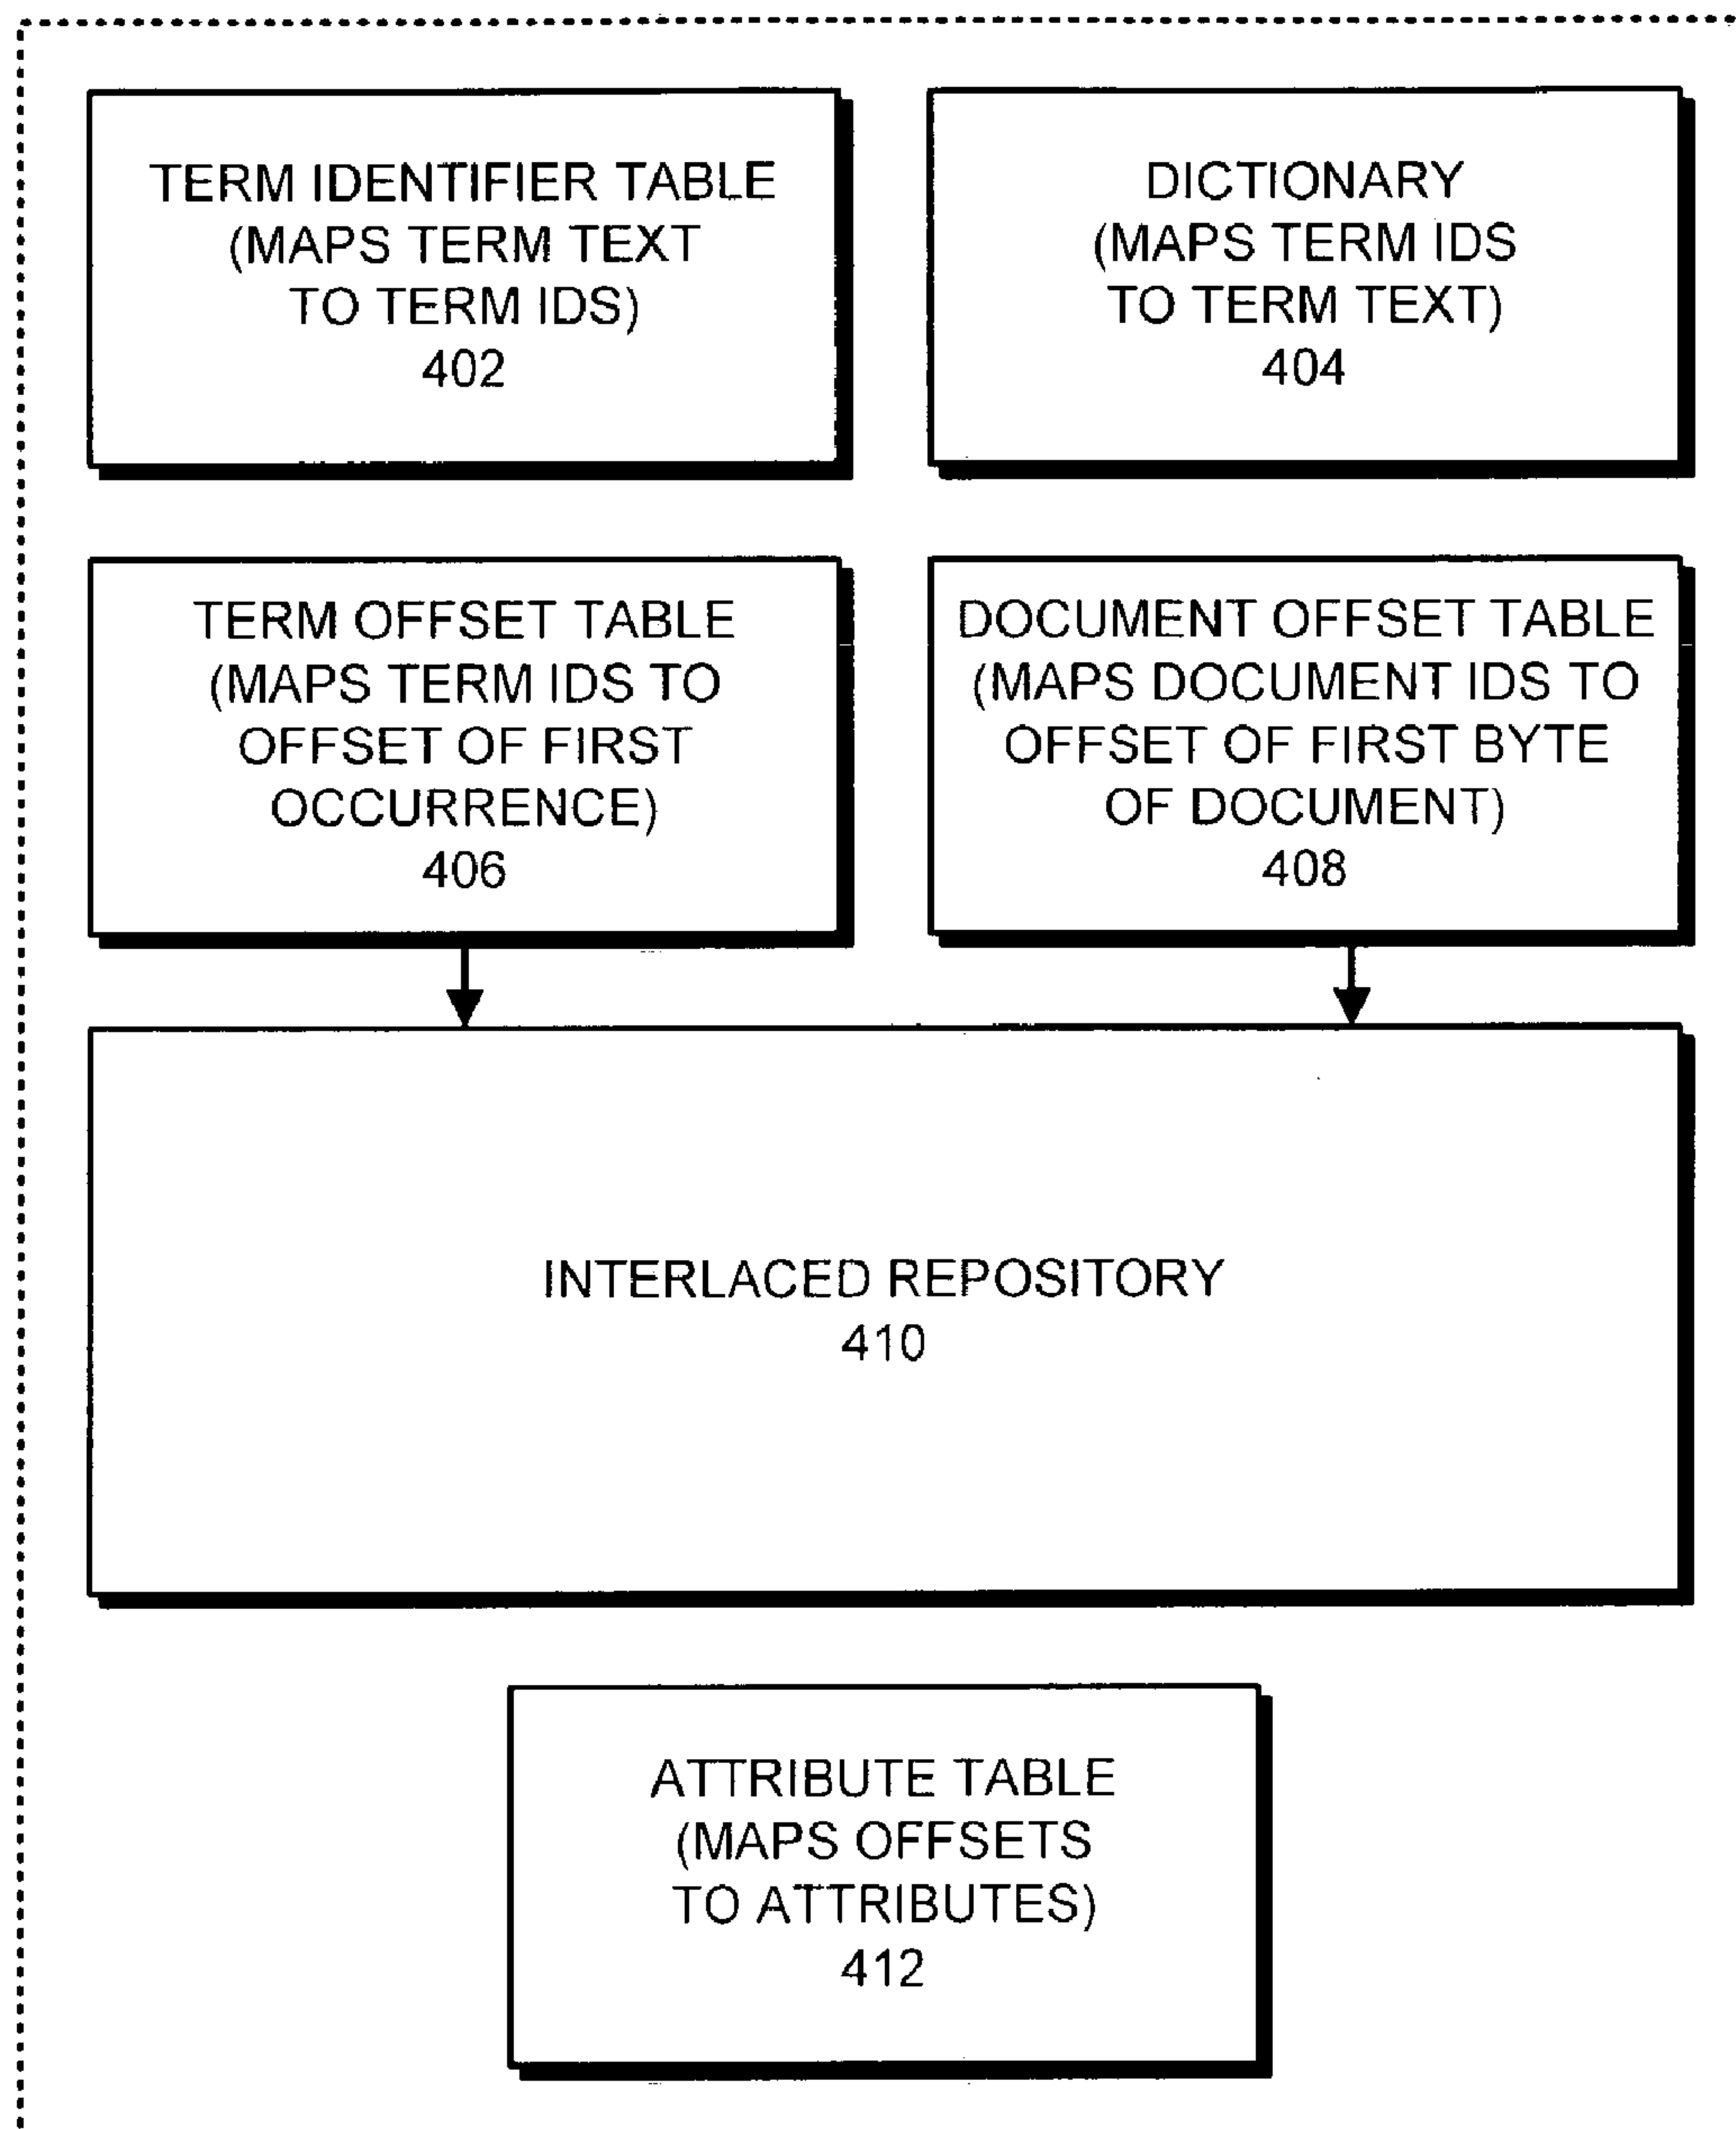 TERM IDENTIFIER TABLE
(MAPS TERM TEXT
TO TERM IDS)
402
DICTIONARY
(MAPS TERM IDS
TO TERM TEXT)
404
TERM OFFSET TABLE
(MAPS TERM IDS TO
OFFSET OF FIRST
OCCURRENCE)
406
DOCUMENT OFFSET TABLE
(MAPS DOCUMENT IDS TO
OFFSET OF FIRST BYTE
OF DOCUMENT)
408
INTERLACED REPOSITORY
410
ATTRIBUTE TABLE
(MAPS OFFSETS
TO ATTRIBUTES)
412